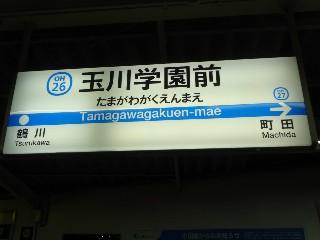 OH
26
玉川学園前
たまがわがくえんまえ
Tamagawagakuen-mae
鶴川
Tsurukawa
OH
27
町田
Machida